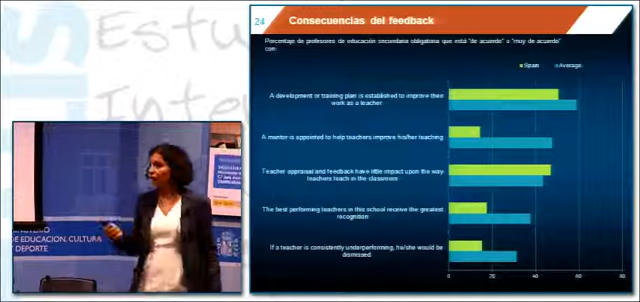 Estu
Inter
MINISTERIO
DE EDUCACIÓN, CULTURA
Y DEPORTE
24
Consecuencias del feedback
Porcentaje de profesores de educación secundaria obligatoria que está "de acuerdo" o "muy de acuerdo"
con:
Spain
Average
A development or training plan is established to improve their
work as a teacher
A mentor is appointed to help teachers improve his/her teaching
Teacher appraisal and feedback have little impact upon the way
teachers teach in the classroom
The best performing teachers in this school receive the greatest
recognition
If a teacher is consistently underperforming, he/she would be
dismissed
0 20 40 60 80